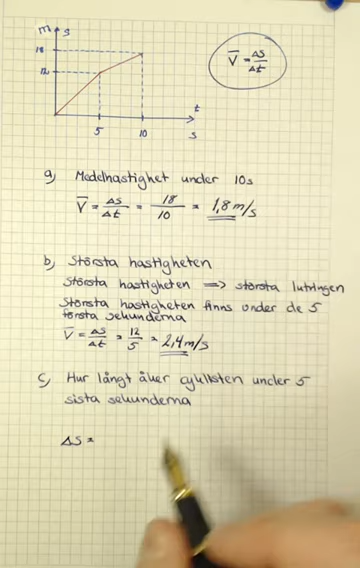 m s
18
12
t
5 10 s
V = ΔS/Δt
a) Medelhastighet under 10s
V = ΔS/Δt = 18/10 = 1,8 m/s
b) Största hastigheten
Största hastigheten => största lutningen
Största hastigheten finns under de 5
första sekunderna
V = ΔS/Δt = 12/5 = 2,4 m/s
c) Hur långt åker cyklisten under 5
sista sekunderna
ΔS =